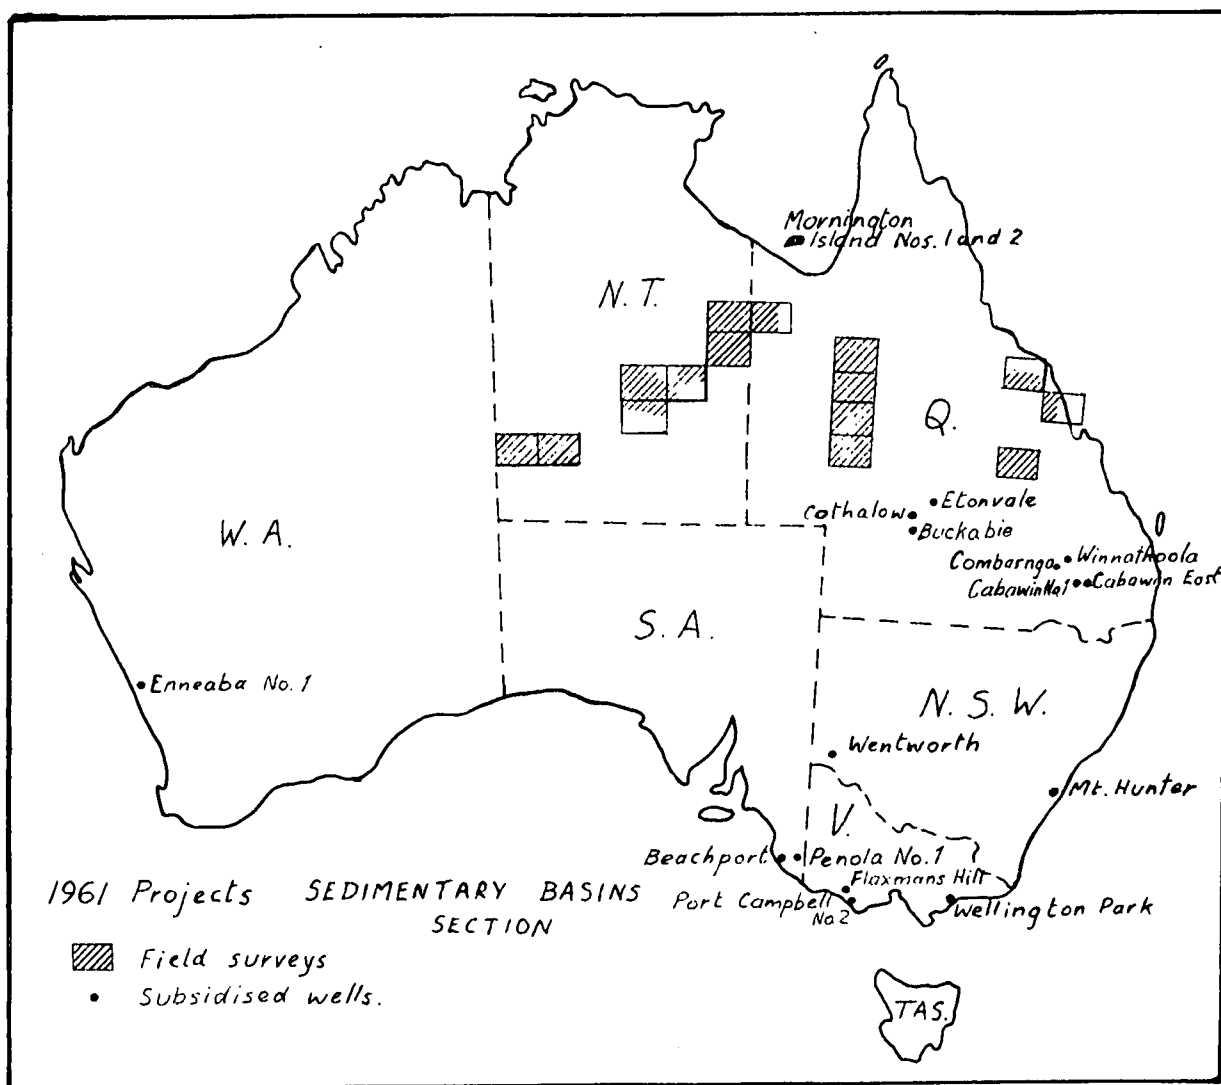 Mornington
Island Nos. 1 and 2
N.T.
Q.
Etonvale
Cothalow
Buckabie
W.A.
Combarngo
Winnathoola
Cabawin No1
Cabawin East
S.A.
Enneaba No. 1
N.S.W.
Wentworth
Mt. Hunter
V.
Beachport
Penola No. 1
Flaxmans Hill
Port Campbell
No.2
Wellington Park
1961 Projects SEDIMENTARY BASINS
SECTION
Field surveys
Subsidised wells.
TAS.